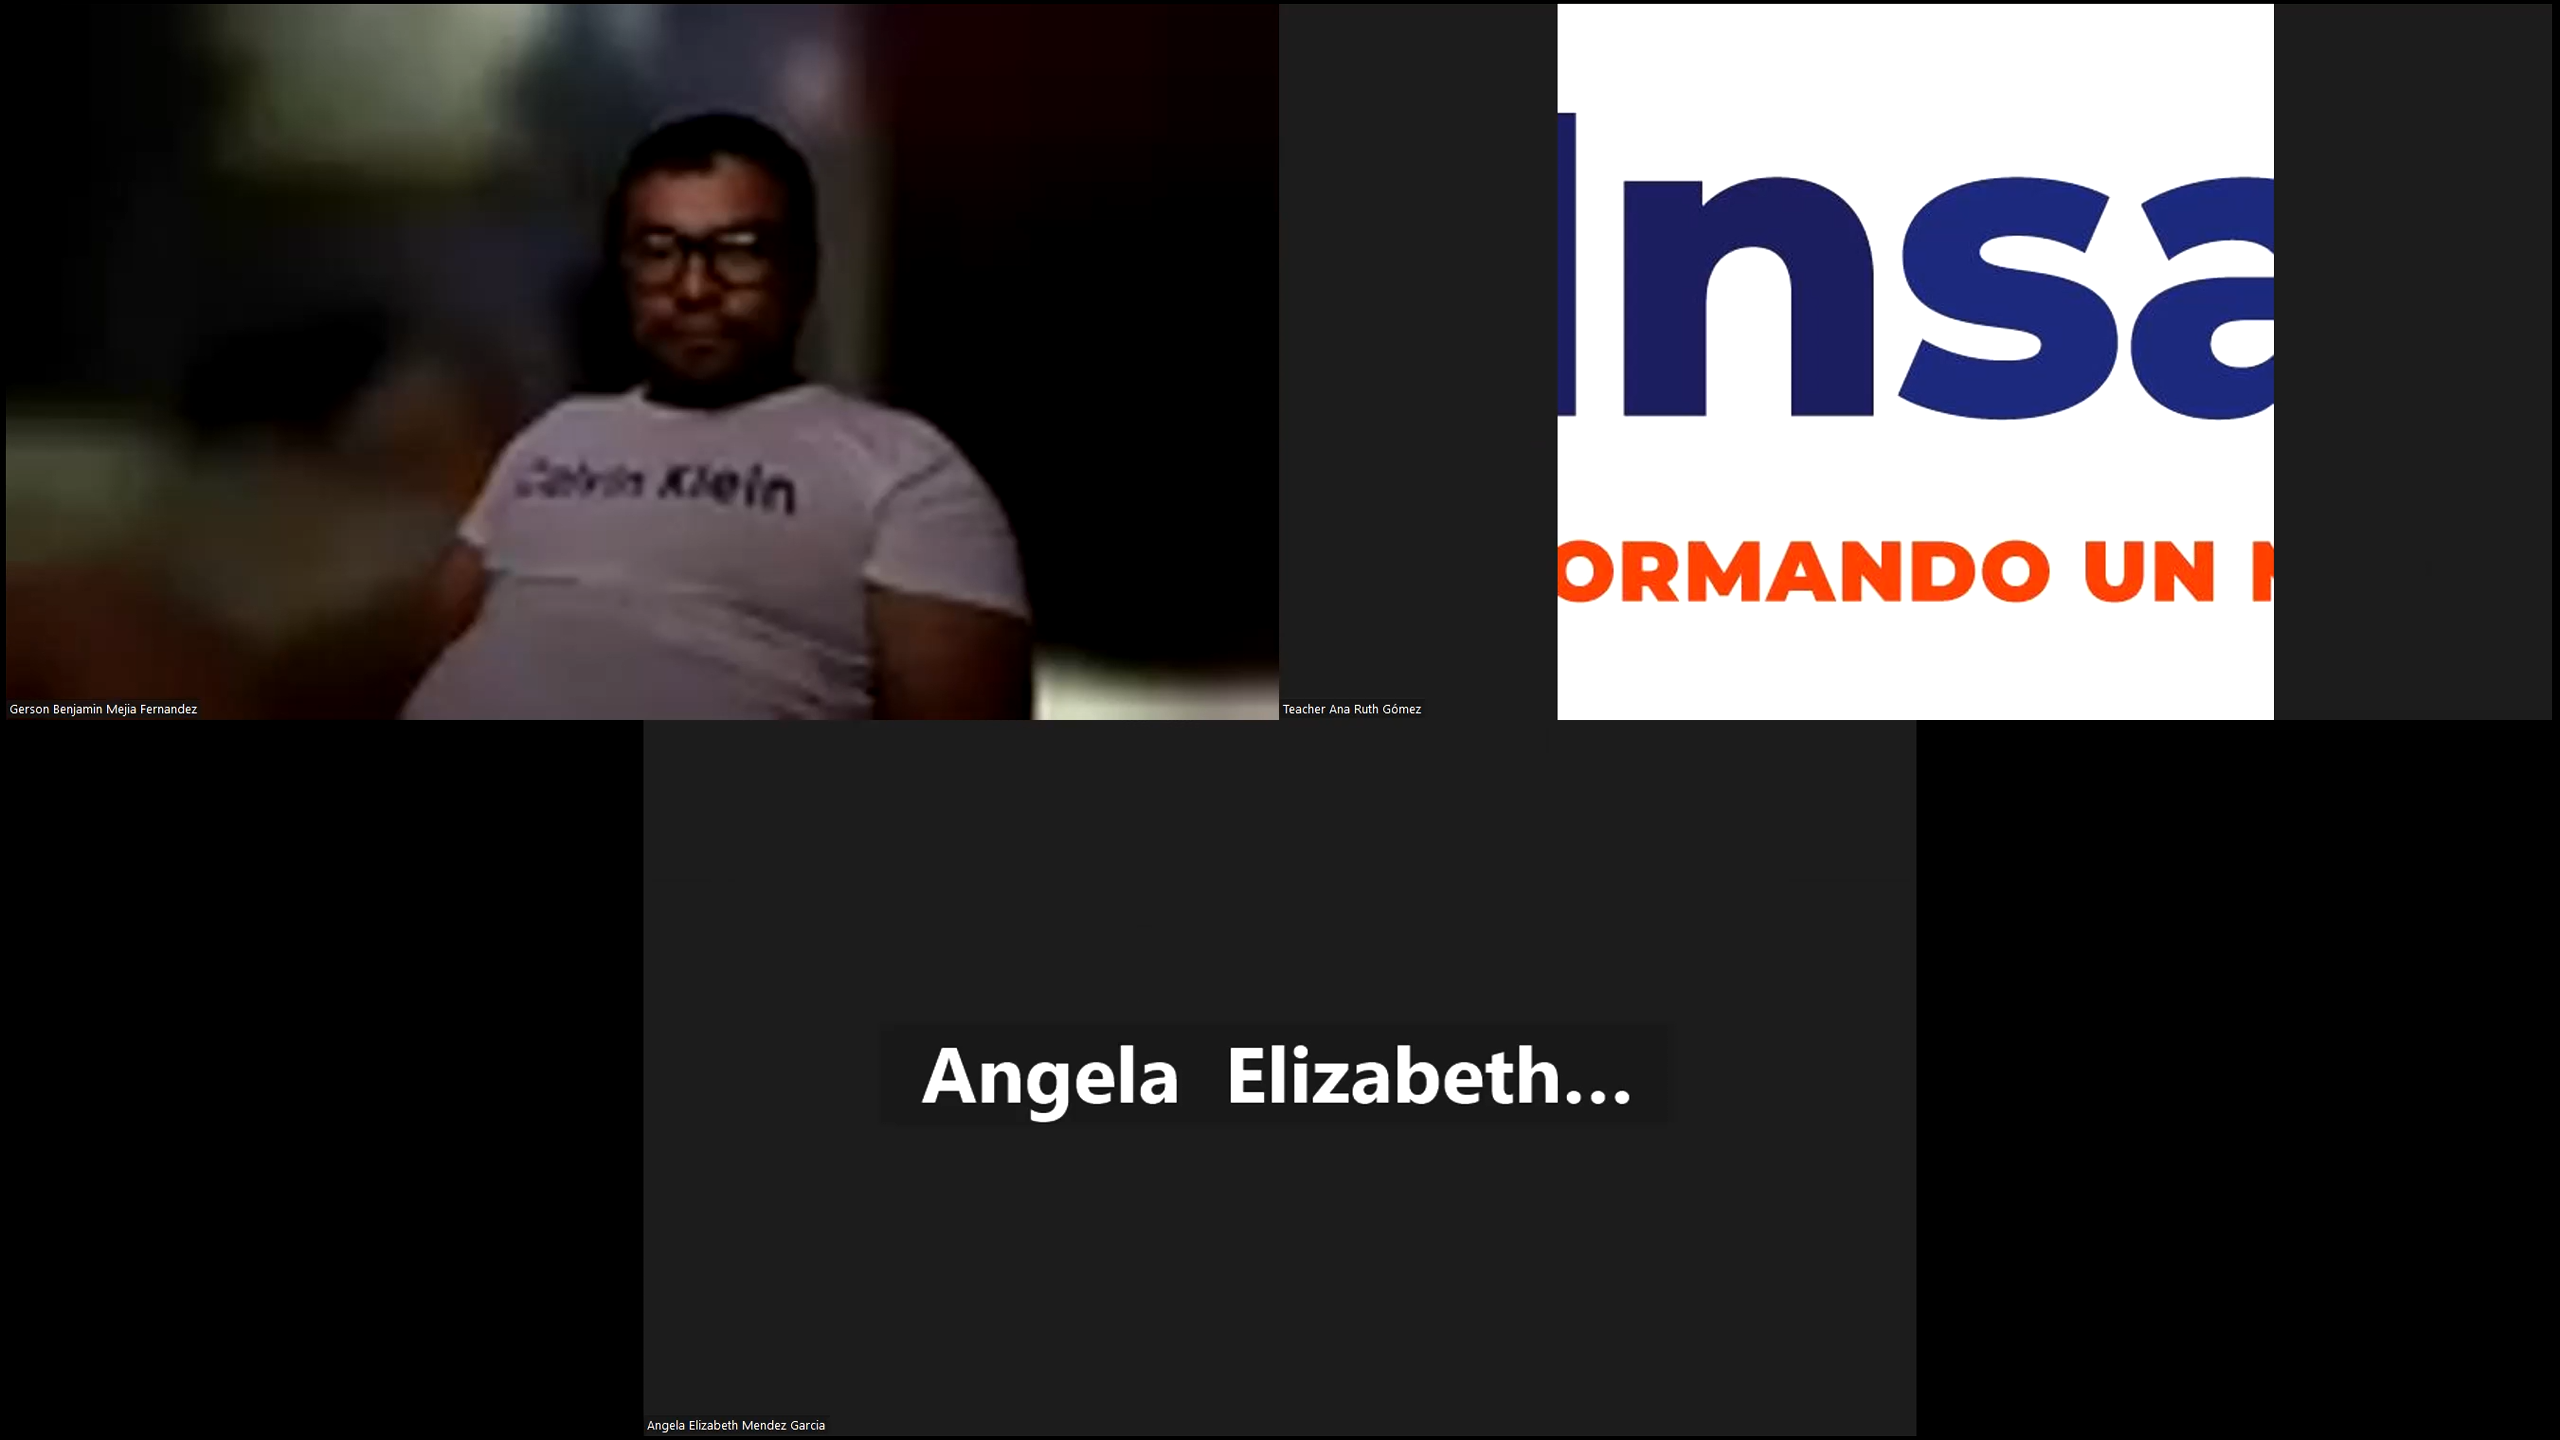 Calvin Klein
Gerson Benjamin Mejia Fernandez
Insa
ORMANDO UN
Teacher Ana Ruth Gómez
Angela Elizabeth...
Angela Elizabeth Mendez Garcia